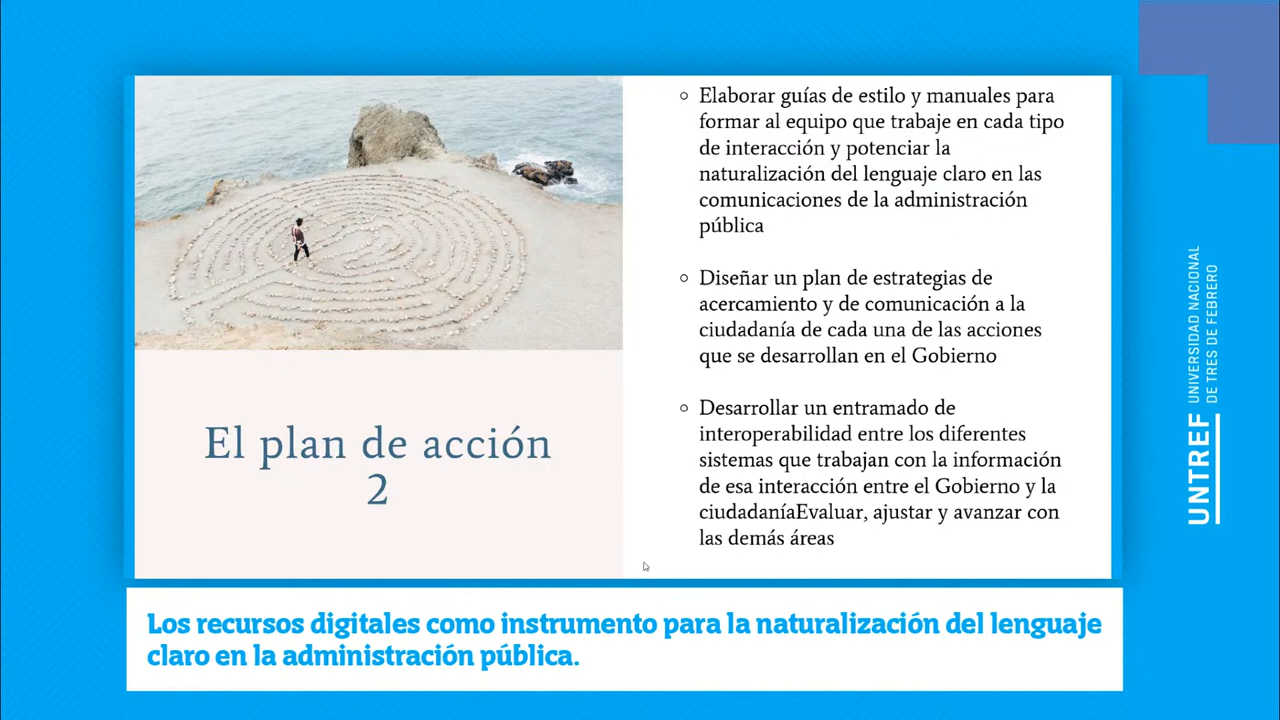 Elaborar guías de estilo y manuales para
formar al equipo que trabaje en cada tipo
de interacción y potenciar la
naturalización del lenguaje claro en las
comunicaciones de la administración
pública
Diseñar un plan de estrategias de
acercamiento y de comunicación a la
ciudadanía de cada una de las acciones
que se desarrollan en el Gobierno
Desarrollar un entramado de
interoperabilidad entre los diferentes
sistemas que trabajan con la información
de esa interacción entre el Gobierno y la
ciudadaníaEvaluar, ajustar y avanzar con
las demás áreas
El plan de acción
2
Los recursos digitales como instrumento para la naturalización del lenguaje
claro en la administración pública.
UNTREF
UNIVERSIDAD NACIONAL
DE TRES DE FEBRERO